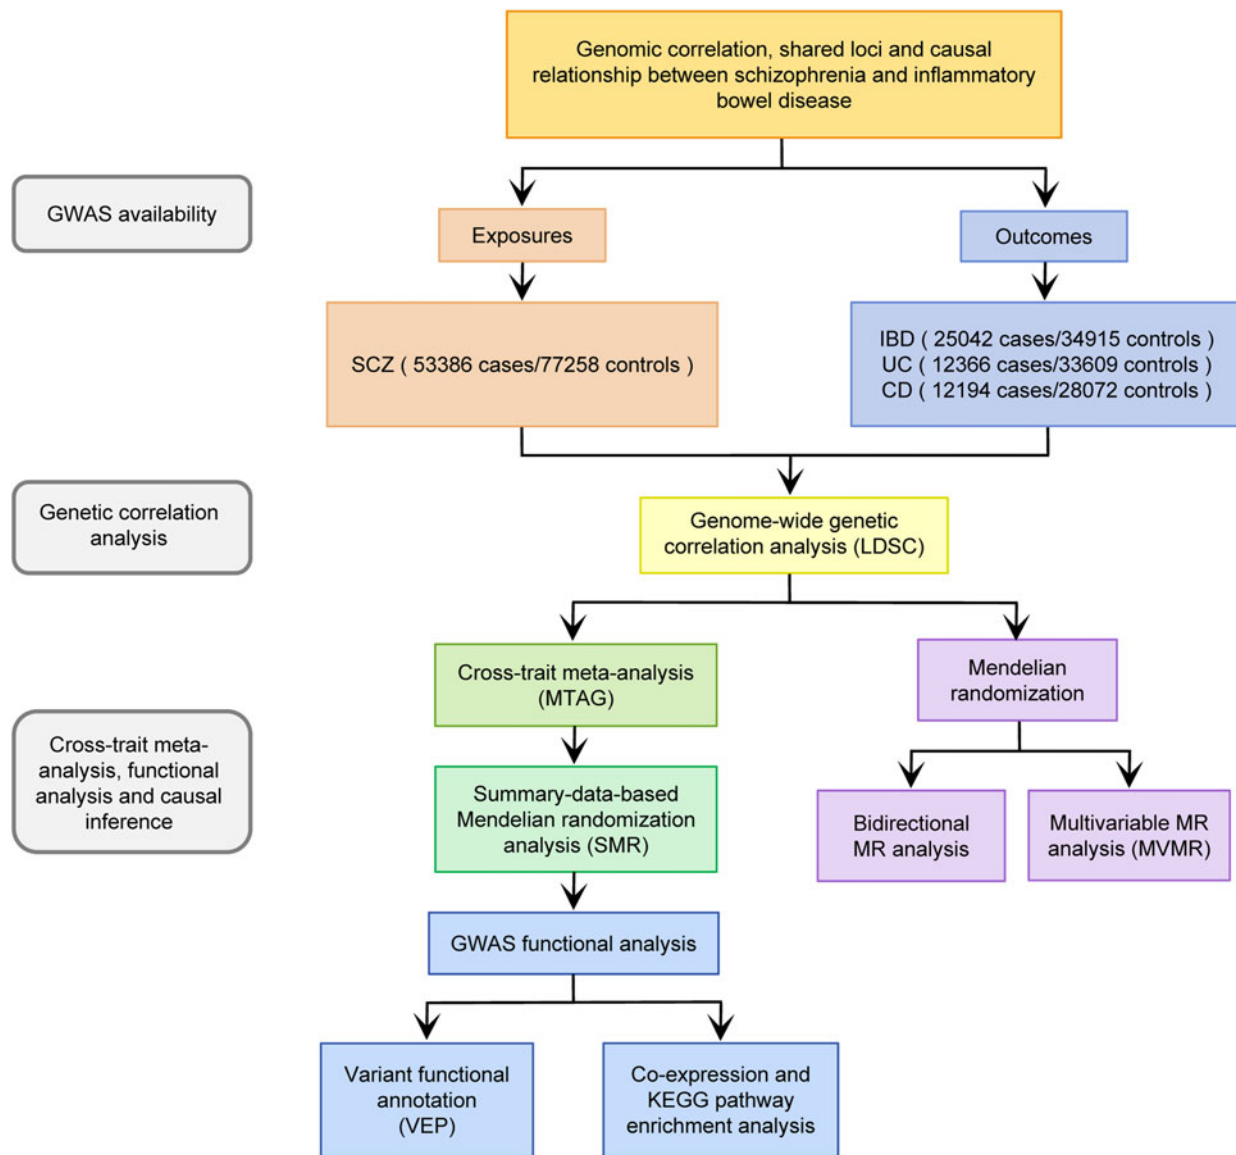 Genomic correlation, shared loci and causal
relationship between schizophrenia and inflammatory
bowel disease
GWAS availability
Exposures
Outcomes
SCZ ( 53386 cases/77258 controls )
IBD ( 25042 cases/34915 controls )
UC ( 12366 cases/33609 controls )
CD ( 12194 cases/28072 controls )
Genetic correlation
analysis
Genome-wide genetic
correlation analysis (LDSC)
Cross-trait meta-analysis
(MTAG)
Mendelian
randomization
Cross-trait meta-
analysis, functional
analysis and causal
inference
Summary-data-based
Mendelian randomization
analysis (SMR)
Bidirectional
MR analysis
Multivariable MR
analysis (MVMR)
GWAS functional analysis
Variant functional
annotation
(VEP)
Co-expression and
KEGG pathway
enrichment analysis